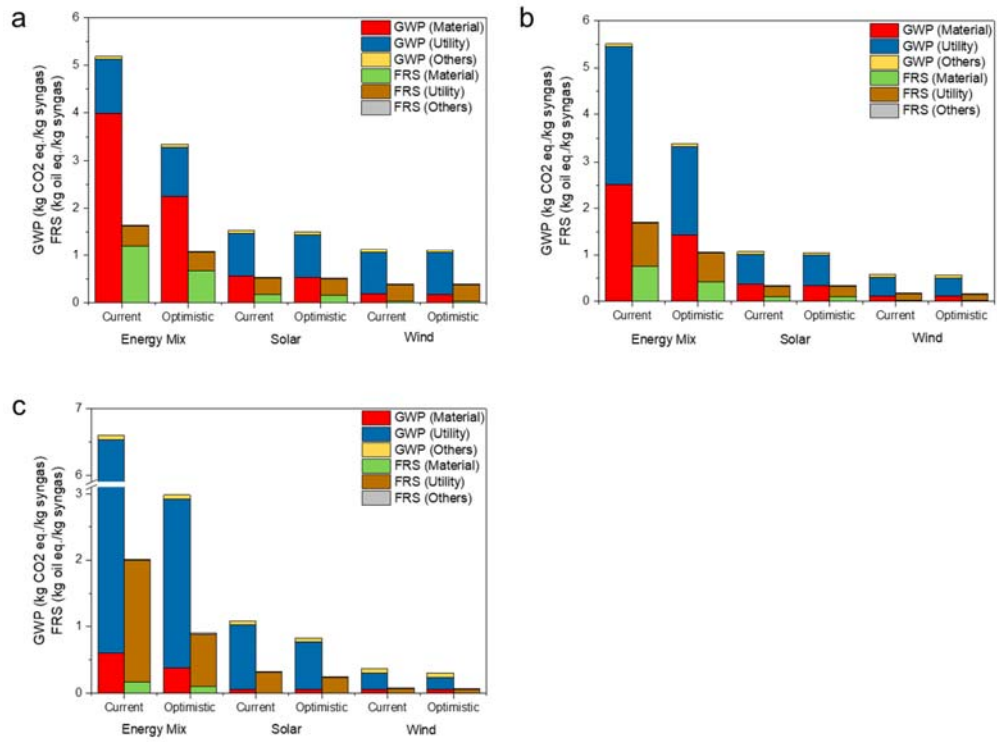 a
GWP (kg CO2 eq./kg syngas)
FRS (kg oil eq./kg syngas)
6
5
4
3
2
1
0
GWP (Material)
GWP (Utility)
GWP (Others)
FRS (Material)
FRS (Utility)
FRS (Others)
Current Optimistic Current Optimistic Current Optimistic
Energy Mix Solar Wind
b
GWP (kg CO2 eq./kg syngas)
FRS (kg oil eq./kg syngas)
6
5
4
3
2
1
0
GWP (Material)
GWP (Utility)
GWP (Others)
FRS (Material)
FRS (Utility)
FRS (Others)
Current Optimistic Current Optimistic Current Optimistic
Energy Mix Solar Wind
c
GWP (kg CO2 eq./kg syngas)
FRS (kg oil eq./kg syngas)
7
6
3
2
1
0
GWP (Material)
GWP (Utility)
GWP (Others)
FRS (Material)
FRS (Utility)
FRS (Others)
Current Optimistic Current Optimistic Current Optimistic
Energy Mix Solar Wind